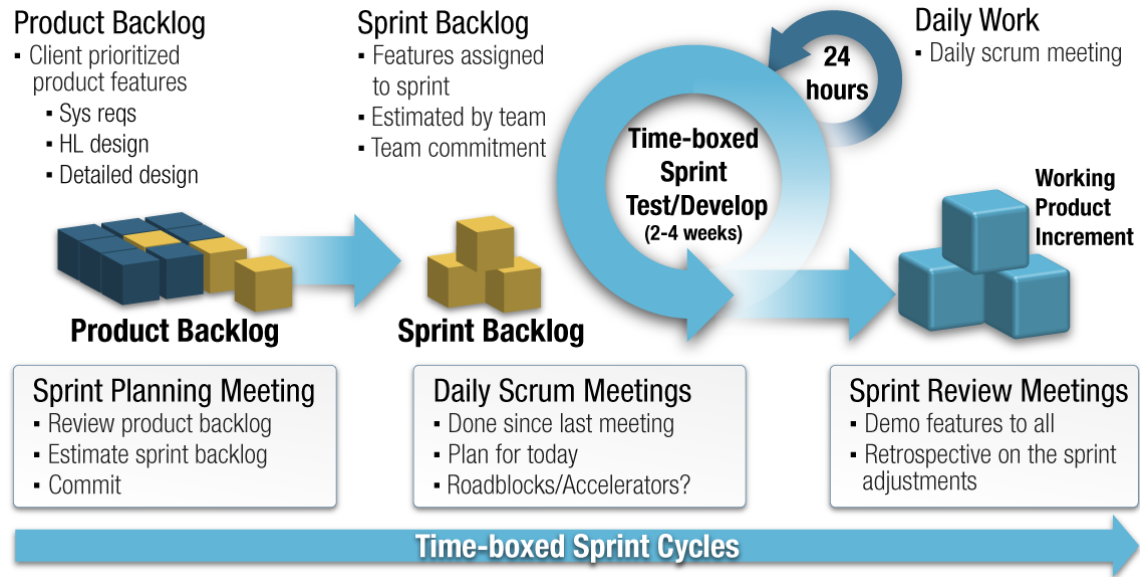 Product Backlog
▪ Client prioritized
product features
▪ Sys reqs
▪ HL design
▪ Detailed design
Sprint Backlog
▪ Features assigned
to sprint
▪ Estimated by team
▪ Team commitment
24
hours
Daily Work
▪ Daily scrum meeting
Time-boxed
Sprint
Test/Develop
(2-4 weeks)
Working
Product
Increment
Product Backlog
Sprint Backlog
Sprint Planning Meeting
▪ Review product backlog
▪ Estimate sprint backlog
▪ Commit
Daily Scrum Meetings
▪ Done since last meeting
▪ Plan for today
▪ Roadblocks/Accelerators?
Sprint Review Meetings
▪ Demo features to all
▪ Retrospective on the sprint
adjustments
Time-boxed Sprint Cycles